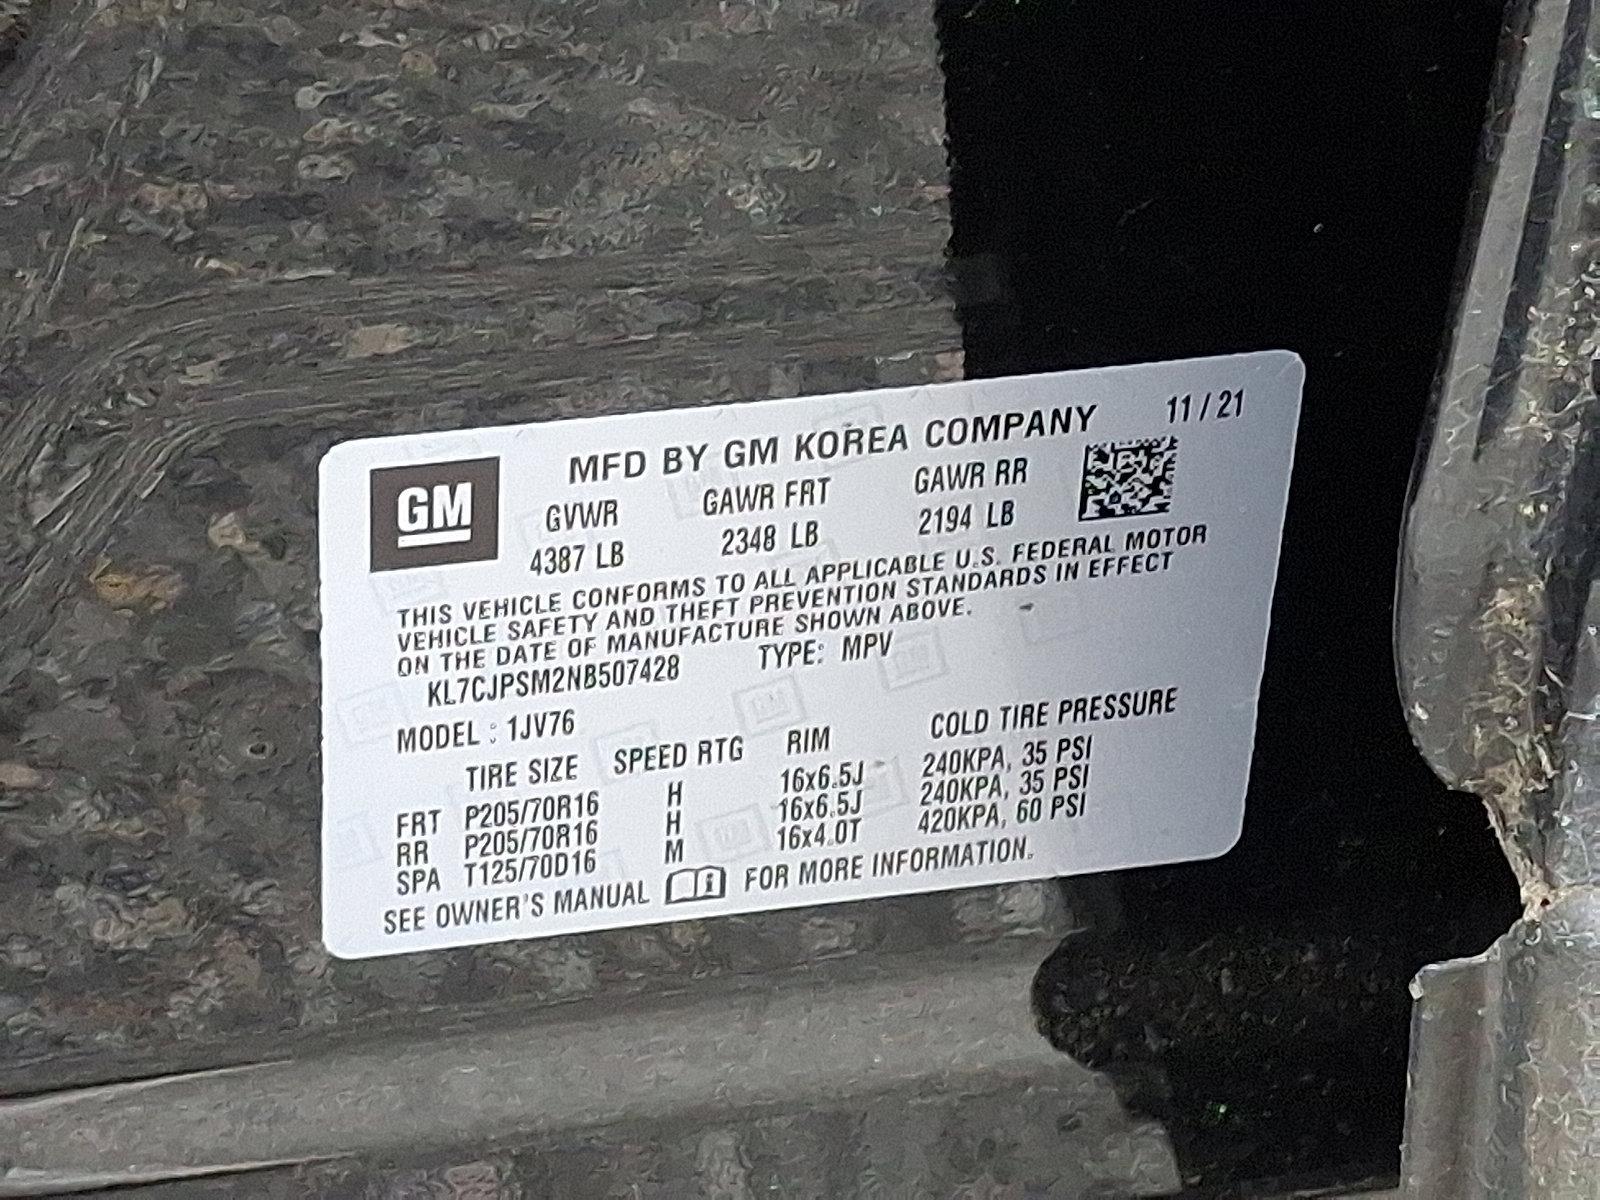 GM
MFD BY GM KOREA COMPANY 11 / 21
GVWR GAWR FRT GAWR RR
4387 LB 2348 LB 2194 LB
THIS VEHICLE CONFORMS TO ALL APPLICABLE U.S. FEDERAL MOTOR
VEHICLE SAFETY AND THEFT PREVENTION STANDARDS IN EFFECT
ON THE DATE OF MANUFACTURE SHOWN ABOVE.
KL7CJPSM2NB507428 TYPE: MPV
MODEL : 1JV76
TIRE SIZE SPEED RTG RIM COLD TIRE PRESSURE
FRT P205/70R16 H 16x6.5J 240KPA, 35 PSI
RR P205/70R16 H 16x6.5J 240KPA, 35 PSI
SPA T125/70D16 M 16x4.0T 420KPA, 60 PSI
SEE OWNER'S MANUAL FOR MORE INFORMATION.